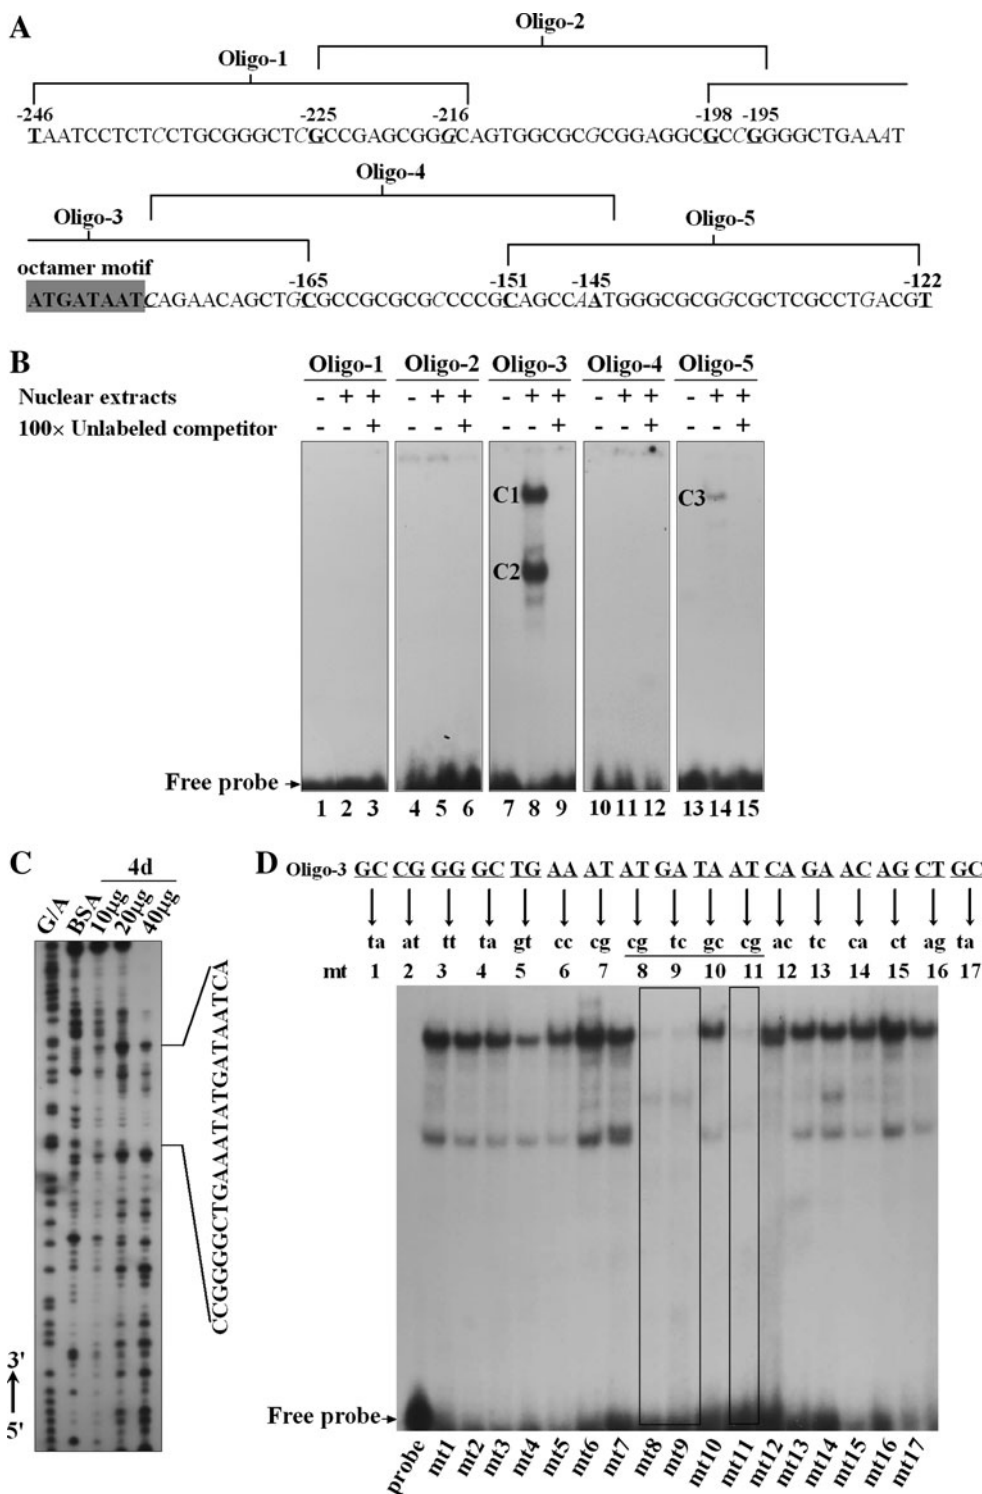 A
Oligo-2
Oligo-1
-246 -225 -216 -198 -195
TAATCCTCTCCTGCGGGCTCGCCGAGCGGGCAGTGGCGCGCGGAGGCGCCGGGGCTGAAAT
Oligo-4
Oligo-3 Oligo-5
octamer motif -165 -151 -145 -122
ATGATAATCAGAACAGCTGCCGCCGCGCGCCCCCGCAGCCAATGGGCGCGGCGCTCGCCTGACGT
B
Oligo-1 Oligo-2 Oligo-3 Oligo-4 Oligo-5
Nuclear extracts - + + - + + - + + - + + - + +
100× Unlabeled competitor - - + - - + - - + - - + - - +
C1 C3
C2
Free probe
1 2 3 4 5 6 7 8 9 10 11 12 13 14 15
C
4d
G/A BSA 10μg 20μg 40μg
CCGGGGCTGAAATATGATAATCA
3'
5'
D
Oligo-3 GC CG GG GC TG AA AT AT GA TA AT CA GA AC AG CT GC
ta at tt ta gt cc cg cg tc gc cg ac tc ca ct ag ta
mt 1 2 3 4 5 6 7 8 9 10 11 12 13 14 15 16 17
Free probe
probe mt1 mt2 mt3 mt4 mt5 mt6 mt7 mt8 mt9 mt10 mt11 mt12 mt13 mt14 mt15 mt16 mt17